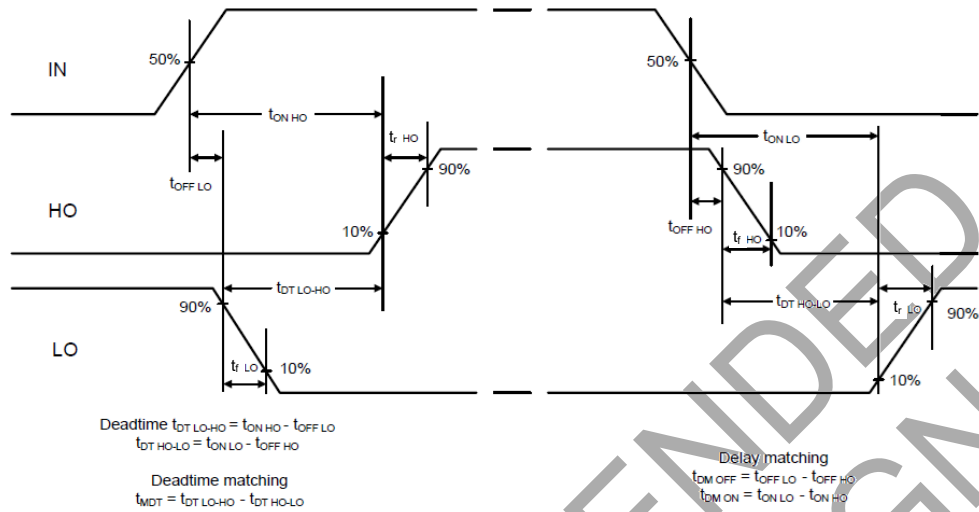 IN
50%
50%
tON HO
tr HO
tON LO
tOFF LO
90%
90%
HO
10%
tOFF HO
tf HO
10%
tDT LO-HO
tDT HO-LO
tr LO
90%
90%
LO
tf LO
10%
10%
Deadtime tDT LO-HO = tON HO - tOFF LO
tDT HO-LO = tON LO - tOFF HO
Deadtime matching
tMDT = tDT LO-HO - tDT HO-LO
Delay matching
tDM OFF = tOFF LO - tOFF HO
tDM ON = tON LO - tON HO
ENDED
IGN